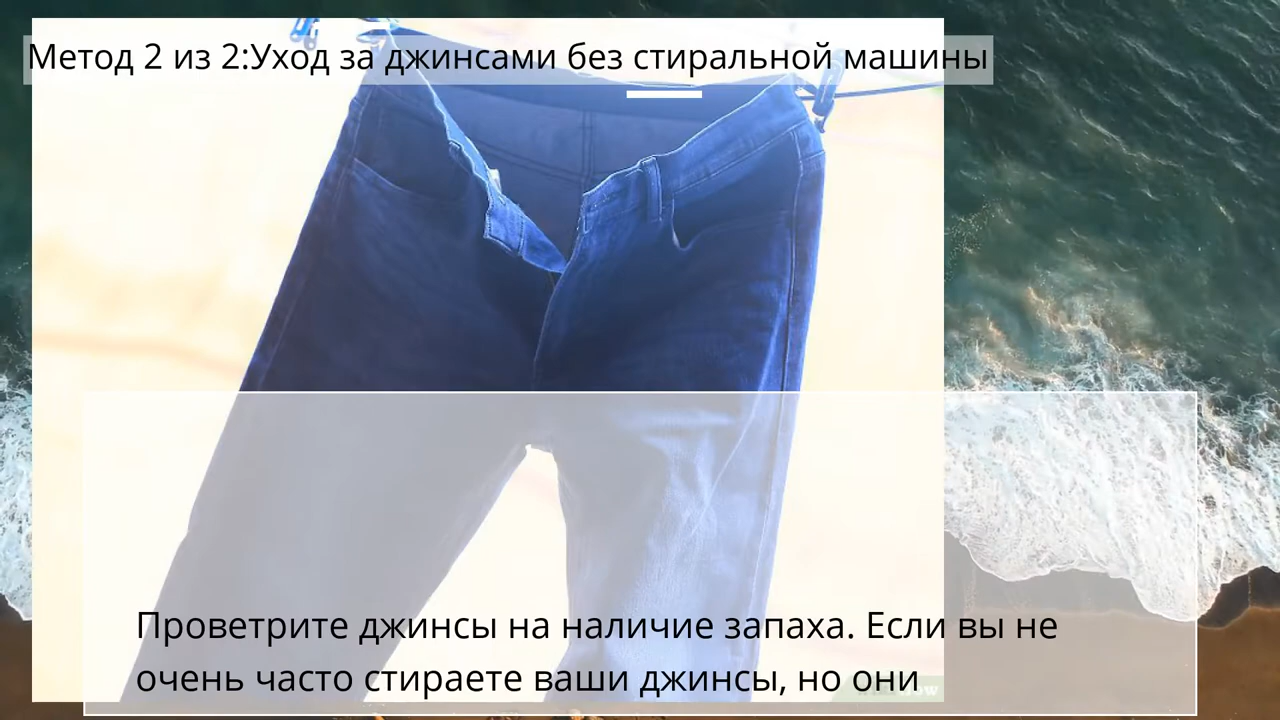 Метод 2 из 2:Уход за джинсами без стиральной машины
Проветрите джинсы на наличие запаха. Если вы не
очень часто стираете ваши джинсы, но они